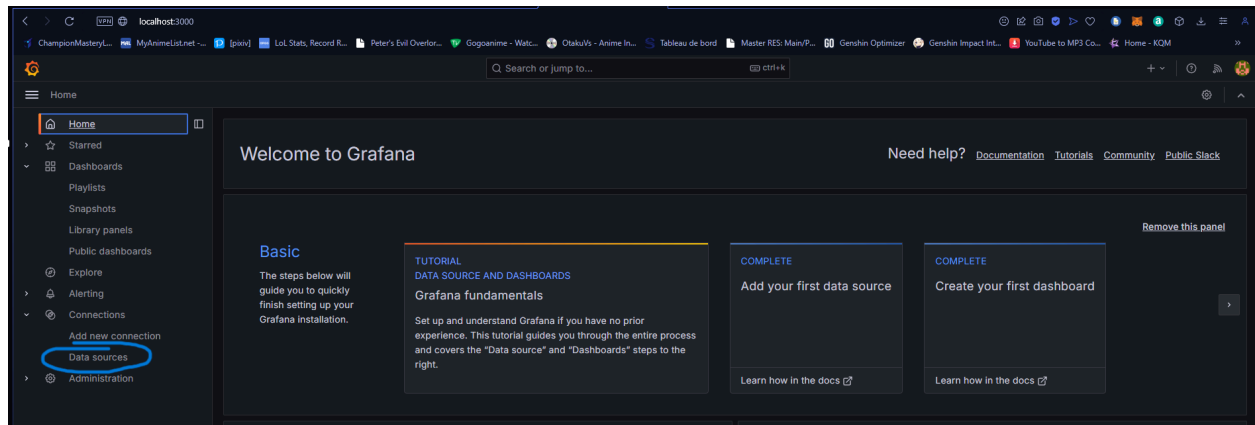 VPN localhost:3000
ChampionMasteryL... MyAnimeList.net -... [pixiv] LoL Stats, Record R... Peter's Evil Overlor... Gogoanime - Watc... OtakuVs - Anime In... Tableau de bord Master RES: Main/P... Genshin Optimizer Genshin Impact Int... YouTube to MP3 Co... Home - KQM
Search or jump to... ctrl+k
Home
Home
Starred
Dashboards
Playlists
Snapshots
Library panels
Public dashboards
Explore
Alerting
Connections
Add new connection
Data sources
Administration
Welcome to Grafana
Need help? Documentation Tutorials Community Public Slack
Remove this panel
Basic
The steps below will
guide you to quickly
finish setting up your
Grafana installation.
TUTORIAL
DATA SOURCE AND DASHBOARDS
Grafana fundamentals
Set up and understand Grafana if you have no prior
experience. This tutorial guides you through the entire process
and covers the “Data source” and “Dashboards” steps to the
right.
COMPLETE
Add your first data source
Learn how in the docs
COMPLETE
Create your first dashboard
Learn how in the docs